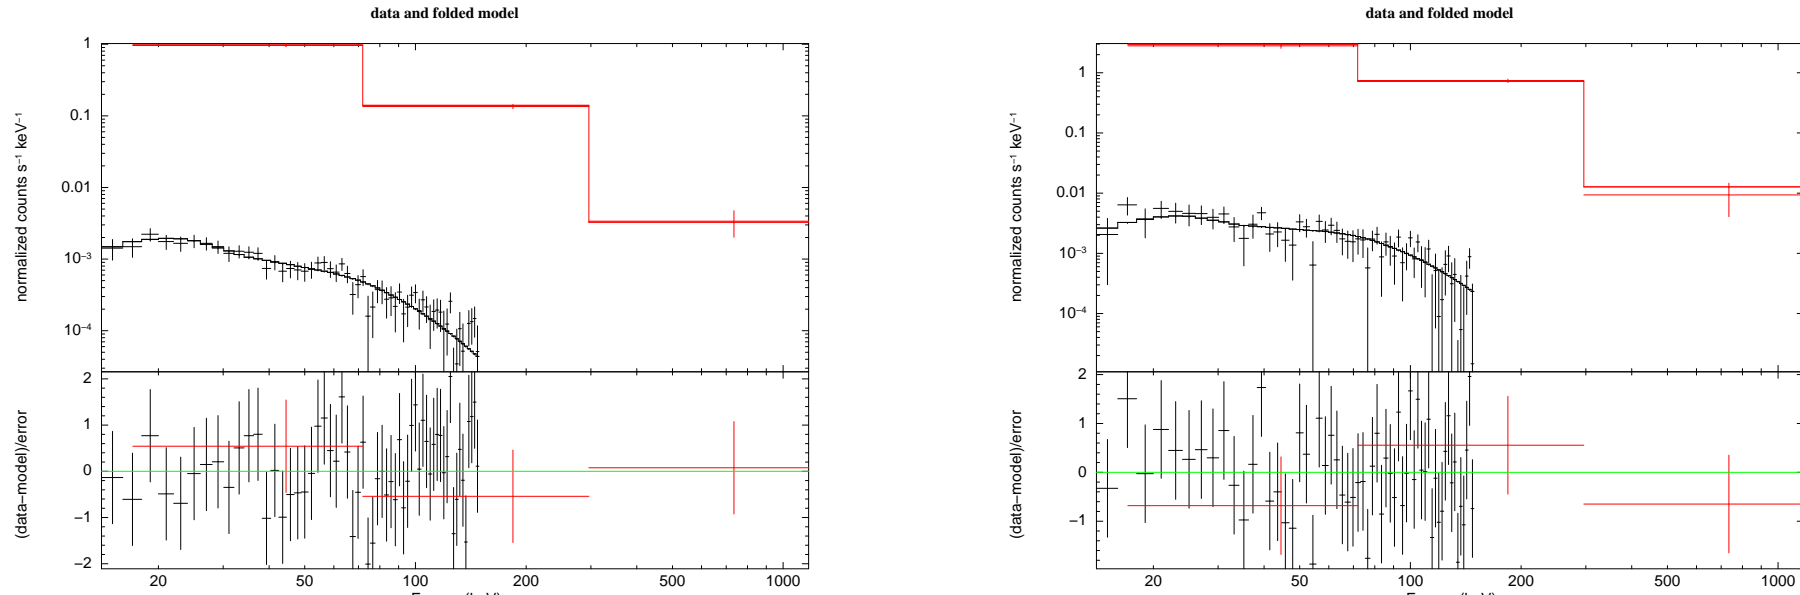 data and folded model
1
0.1
0.01
10⁻³
10⁻⁴
normalized counts s⁻¹ keV⁻¹
2
1
0
−1
−2
(data−model)/error
20 50 100 200 500 1000
data and folded model
1
0.1
0.01
10⁻³
10⁻⁴
normalized counts s⁻¹ keV⁻¹
2
1
0
−1
(data−model)/error
20 50 100 200 500 1000